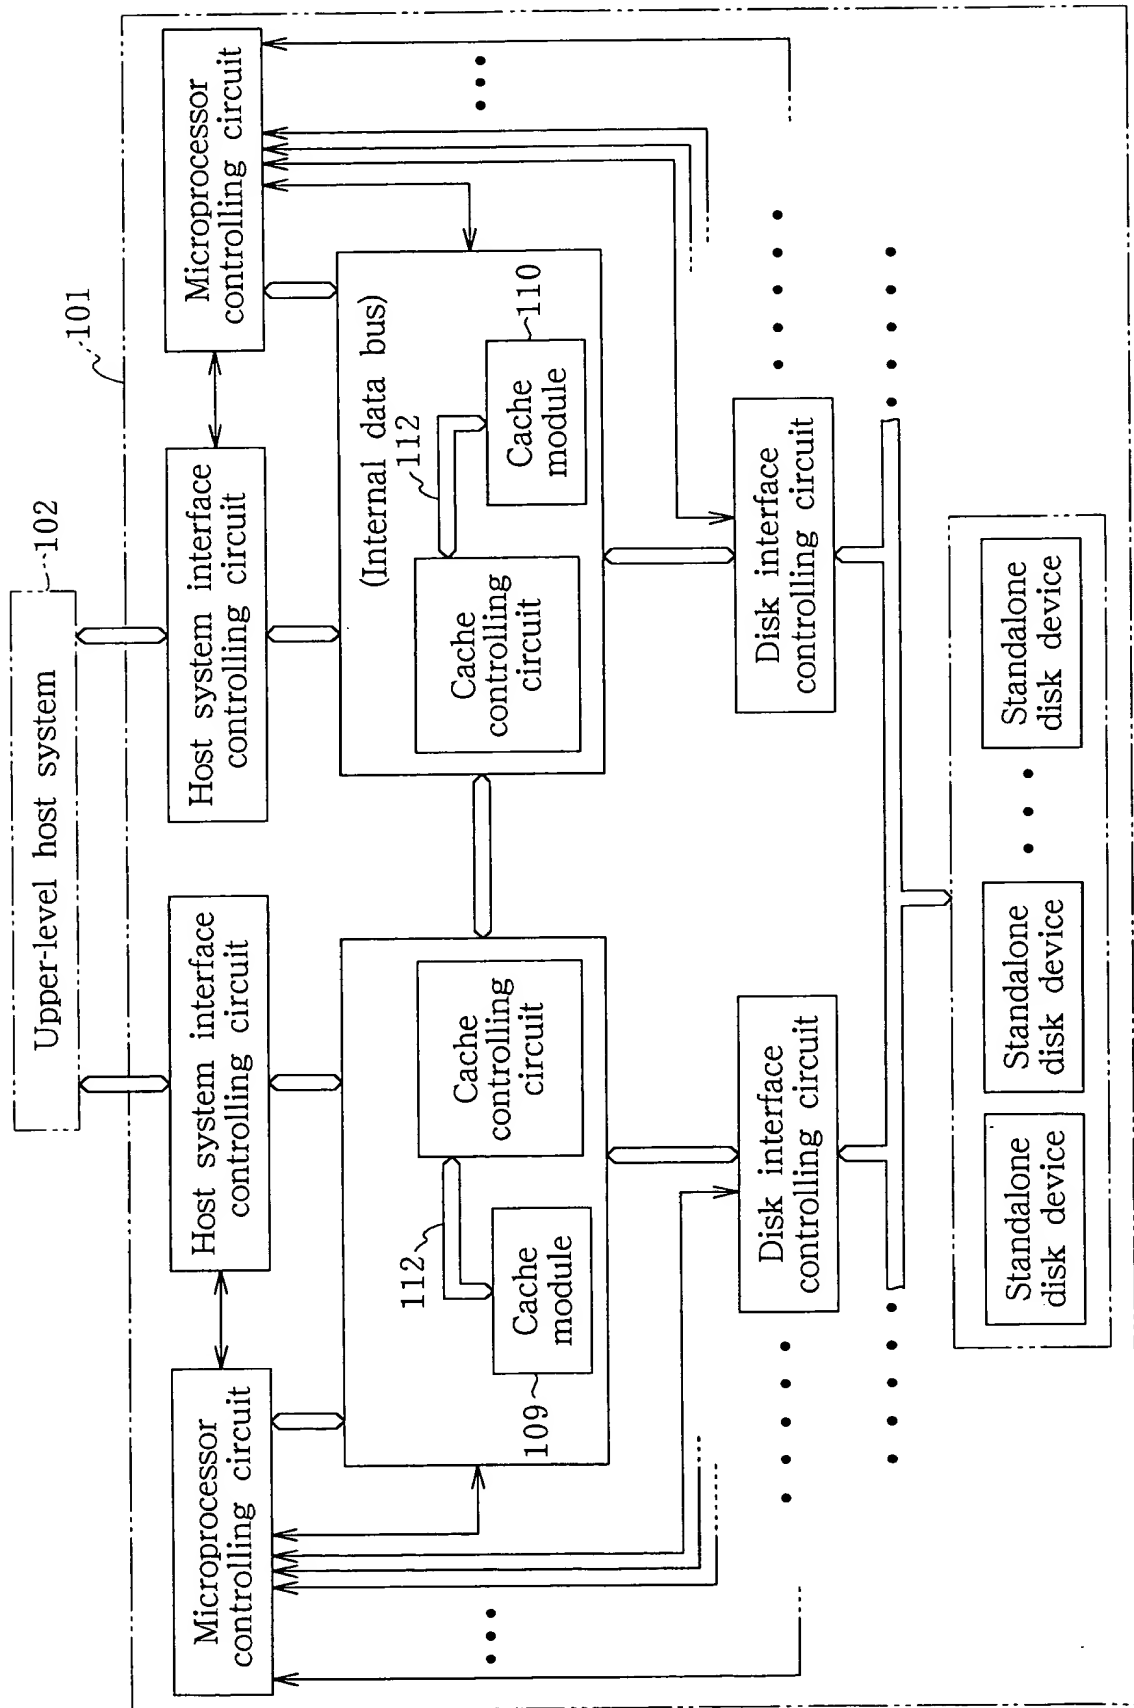 Upper-level host system
102
101
Microprocessor
controlling circuit
Host system interface
controlling circuit
Host system interface
controlling circuit
Microprocessor
controlling circuit
(Internal data bus)
112
Cache
module
109
Cache
controlling
circuit
Cache
controlling
circuit
112
Cache
module
110
Disk interface
controlling circuit
Disk interface
controlling circuit
Standalone
disk device
Standalone
disk device
Standalone
disk device